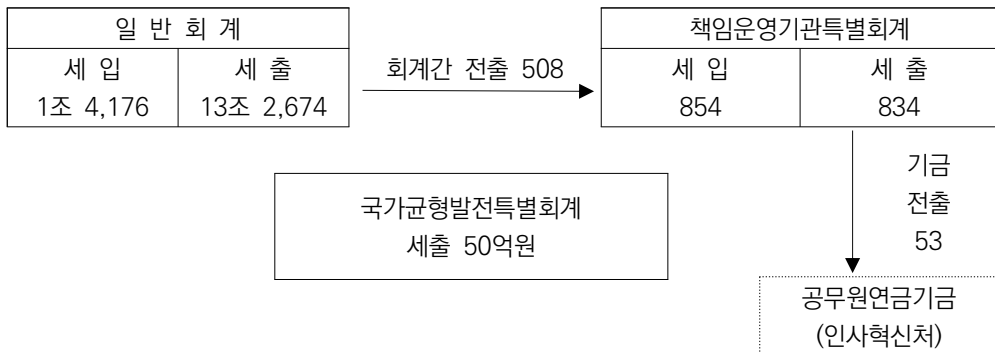 일 반 회 계
세 입 세 출
1조 4,176 13조 2,674
회계간 전출 508
책임운영기관특별회계
세 입 세 출
854 834
기금
전출
53
국가균형발전특별회계
세출 50억원
공무원연금기금
(인사혁신처)